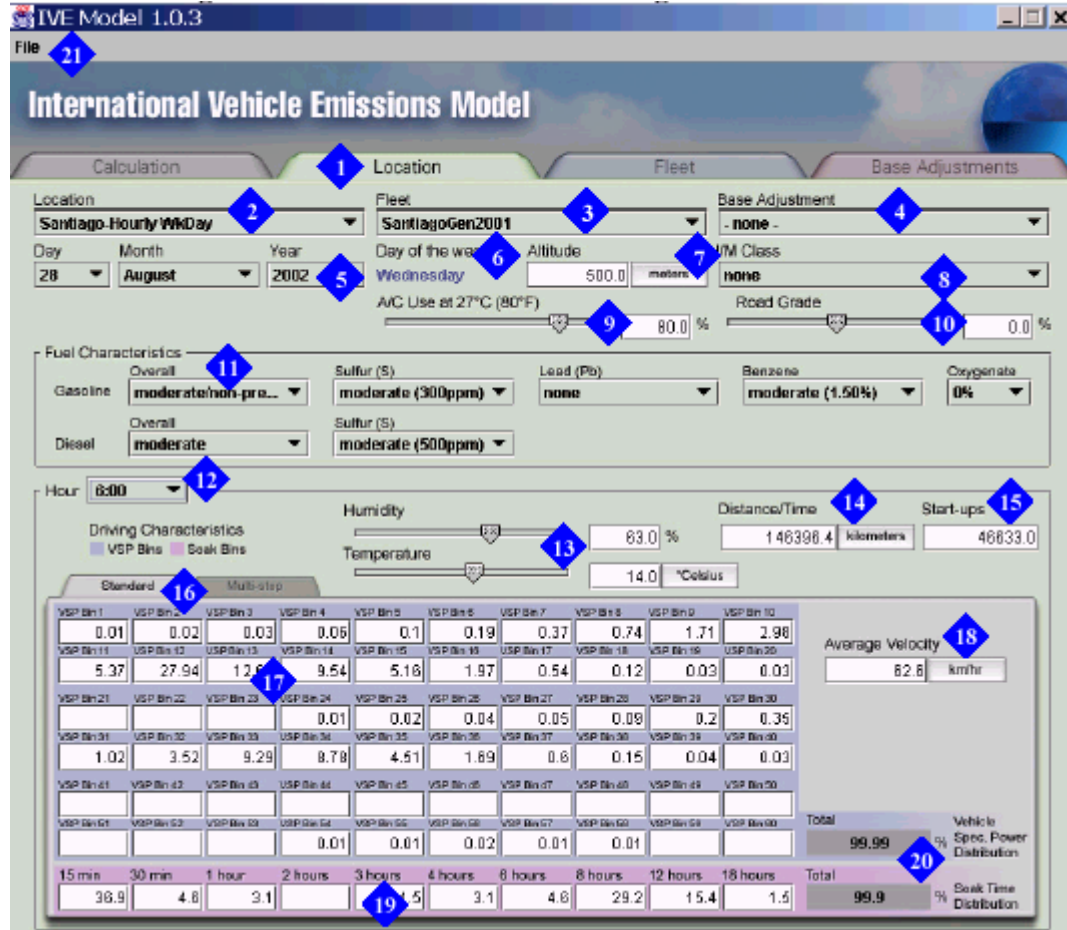 IVE Model 1.0.3
File 21
International Vehicle Emissions Model
Calculation 1 Location Fleet Base Adjustments
Location 2 Fleet 3 Base Adjustment 4
Santiago-Hourly WkDay SantiagoGen2001 - none -
Day Month Year Day of the 6 Altitude 7 I/M Class
28 August 2002 5 Wednesday 500.0 meters none 8
A/C Use at 27°C (80°F) Road Grade
9 80.0 % 10 0.0 %
Fuel Characteristics
Overall 11 Sulfur (S) Lead (Pb) Benzene Oxygenate
Gasoline moderate/non-pre... moderate (300ppm) none moderate (1.50%) 0%
Overall Sulfur (S)
Diesel moderate moderate (500ppm)
Hour 6:00 12
Humidity Distance/Time 14 Start-ups 15
Driving Characteristics 63.0 % 146396.4 kilometers 46633.0
VSP Bins Soak Bins Temperature 13
14.0 °Celsius
Standard 16 Multi-step
VSP Bin 1 VSP Bin 2 VSP Bin 3 VSP Bin 4 VSP Bin 5 VSP Bin 6 VSP Bin 7 VSP Bin 8 VSP Bin 9 VSP Bin 10
0.01 0.02 0.03 0.06 0.1 0.19 0.37 0.74 1.71 2.98
VSP Bin 11 VSP Bin 12 VSP Bin 13 VSP Bin 14 VSP Bin 15 VSP Bin 16 VSP Bin 17 VSP Bin 18 VSP Bin 19 VSP Bin 20
Average Velocity 18
5.37 27.94 17 9.54 5.16 1.97 0.54 0.12 0.03 0.03
62.6 km/hr
VSP Bin 21 VSP Bin 22 VSP Bin 23 VSP Bin 24 VSP Bin 25 VSP Bin 26 VSP Bin 27 VSP Bin 28 VSP Bin 29 VSP Bin 30
0.01 0.02 0.04 0.05 0.09 0.2 0.35
VSP Bin 31 VSP Bin 32 VSP Bin 33 VSP Bin 34 VSP Bin 35 VSP Bin 36 VSP Bin 37 VSP Bin 38 VSP Bin 39 VSP Bin 40
1.02 3.52 9.29 8.78 4.51 1.69 0.6 0.15 0.04 0.03
VSP Bin 41 VSP Bin 42 VSP Bin 43 VSP Bin 44 VSP Bin 45 VSP Bin 46 VSP Bin 47 VSP Bin 48 VSP Bin 49 VSP Bin 50
VSP Bin 51 VSP Bin 52 VSP Bin 53 VSP Bin 54 VSP Bin 55 VSP Bin 56 VSP Bin 57 VSP Bin 58 VSP Bin 59 VSP Bin 60
0.01 0.01 0.02 0.01 0.01
Total Vehicle
99.99 % Spec. Power
20 Distribution
15 min 30 min 1 hour 2 hours 3 hours 4 hours 6 hours 8 hours 12 hours 18 hours Total
36.9 4.6 3.1 19 3.1 4.6 29.2 15.4 1.5 99.9 % Soak Time
Distribution